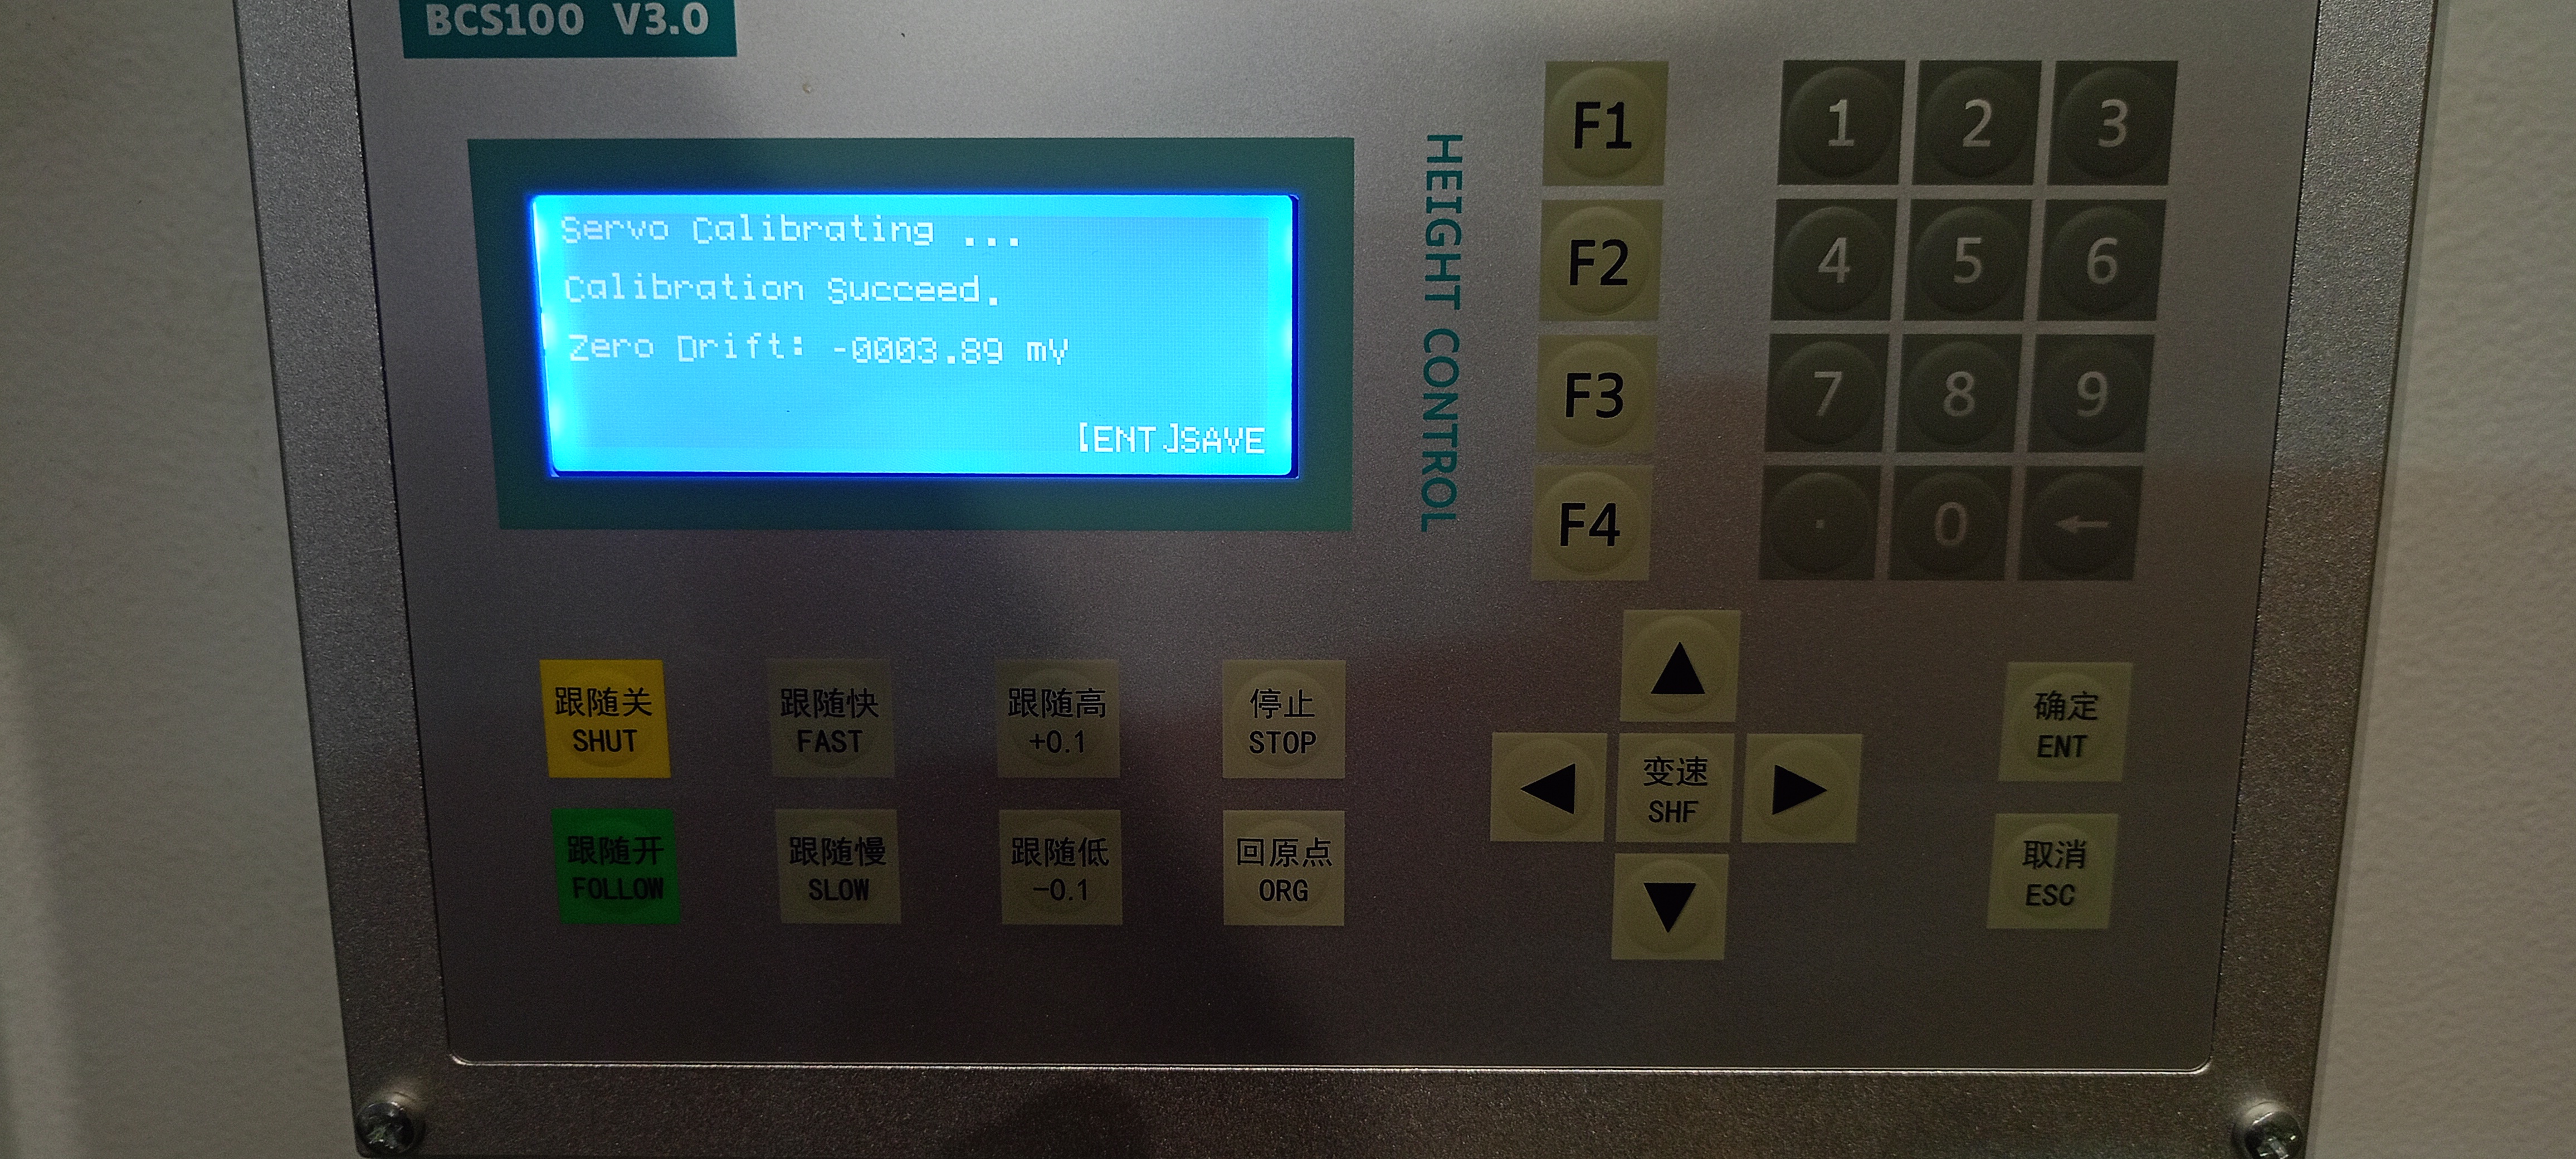 BCS100 V3.0
Servo Calibrating ...
Calibration Succeed.
Zero Drift: -0003.89 mV
[ENT]SAVE
HEIGHT CONTROL
F1
F2
F3
F4
1 2 3
4 5 6
7 8 9
. 0 ←
跟随关
SHUT
跟随快
FAST
跟随高
+0.1
停止
STOP
跟随开
FOLLOW
跟随慢
SLOW
跟随低
-0.1
回原点
ORG
▲
◀
变速
SHF
▶
▼
确定
ENT
取消
ESC